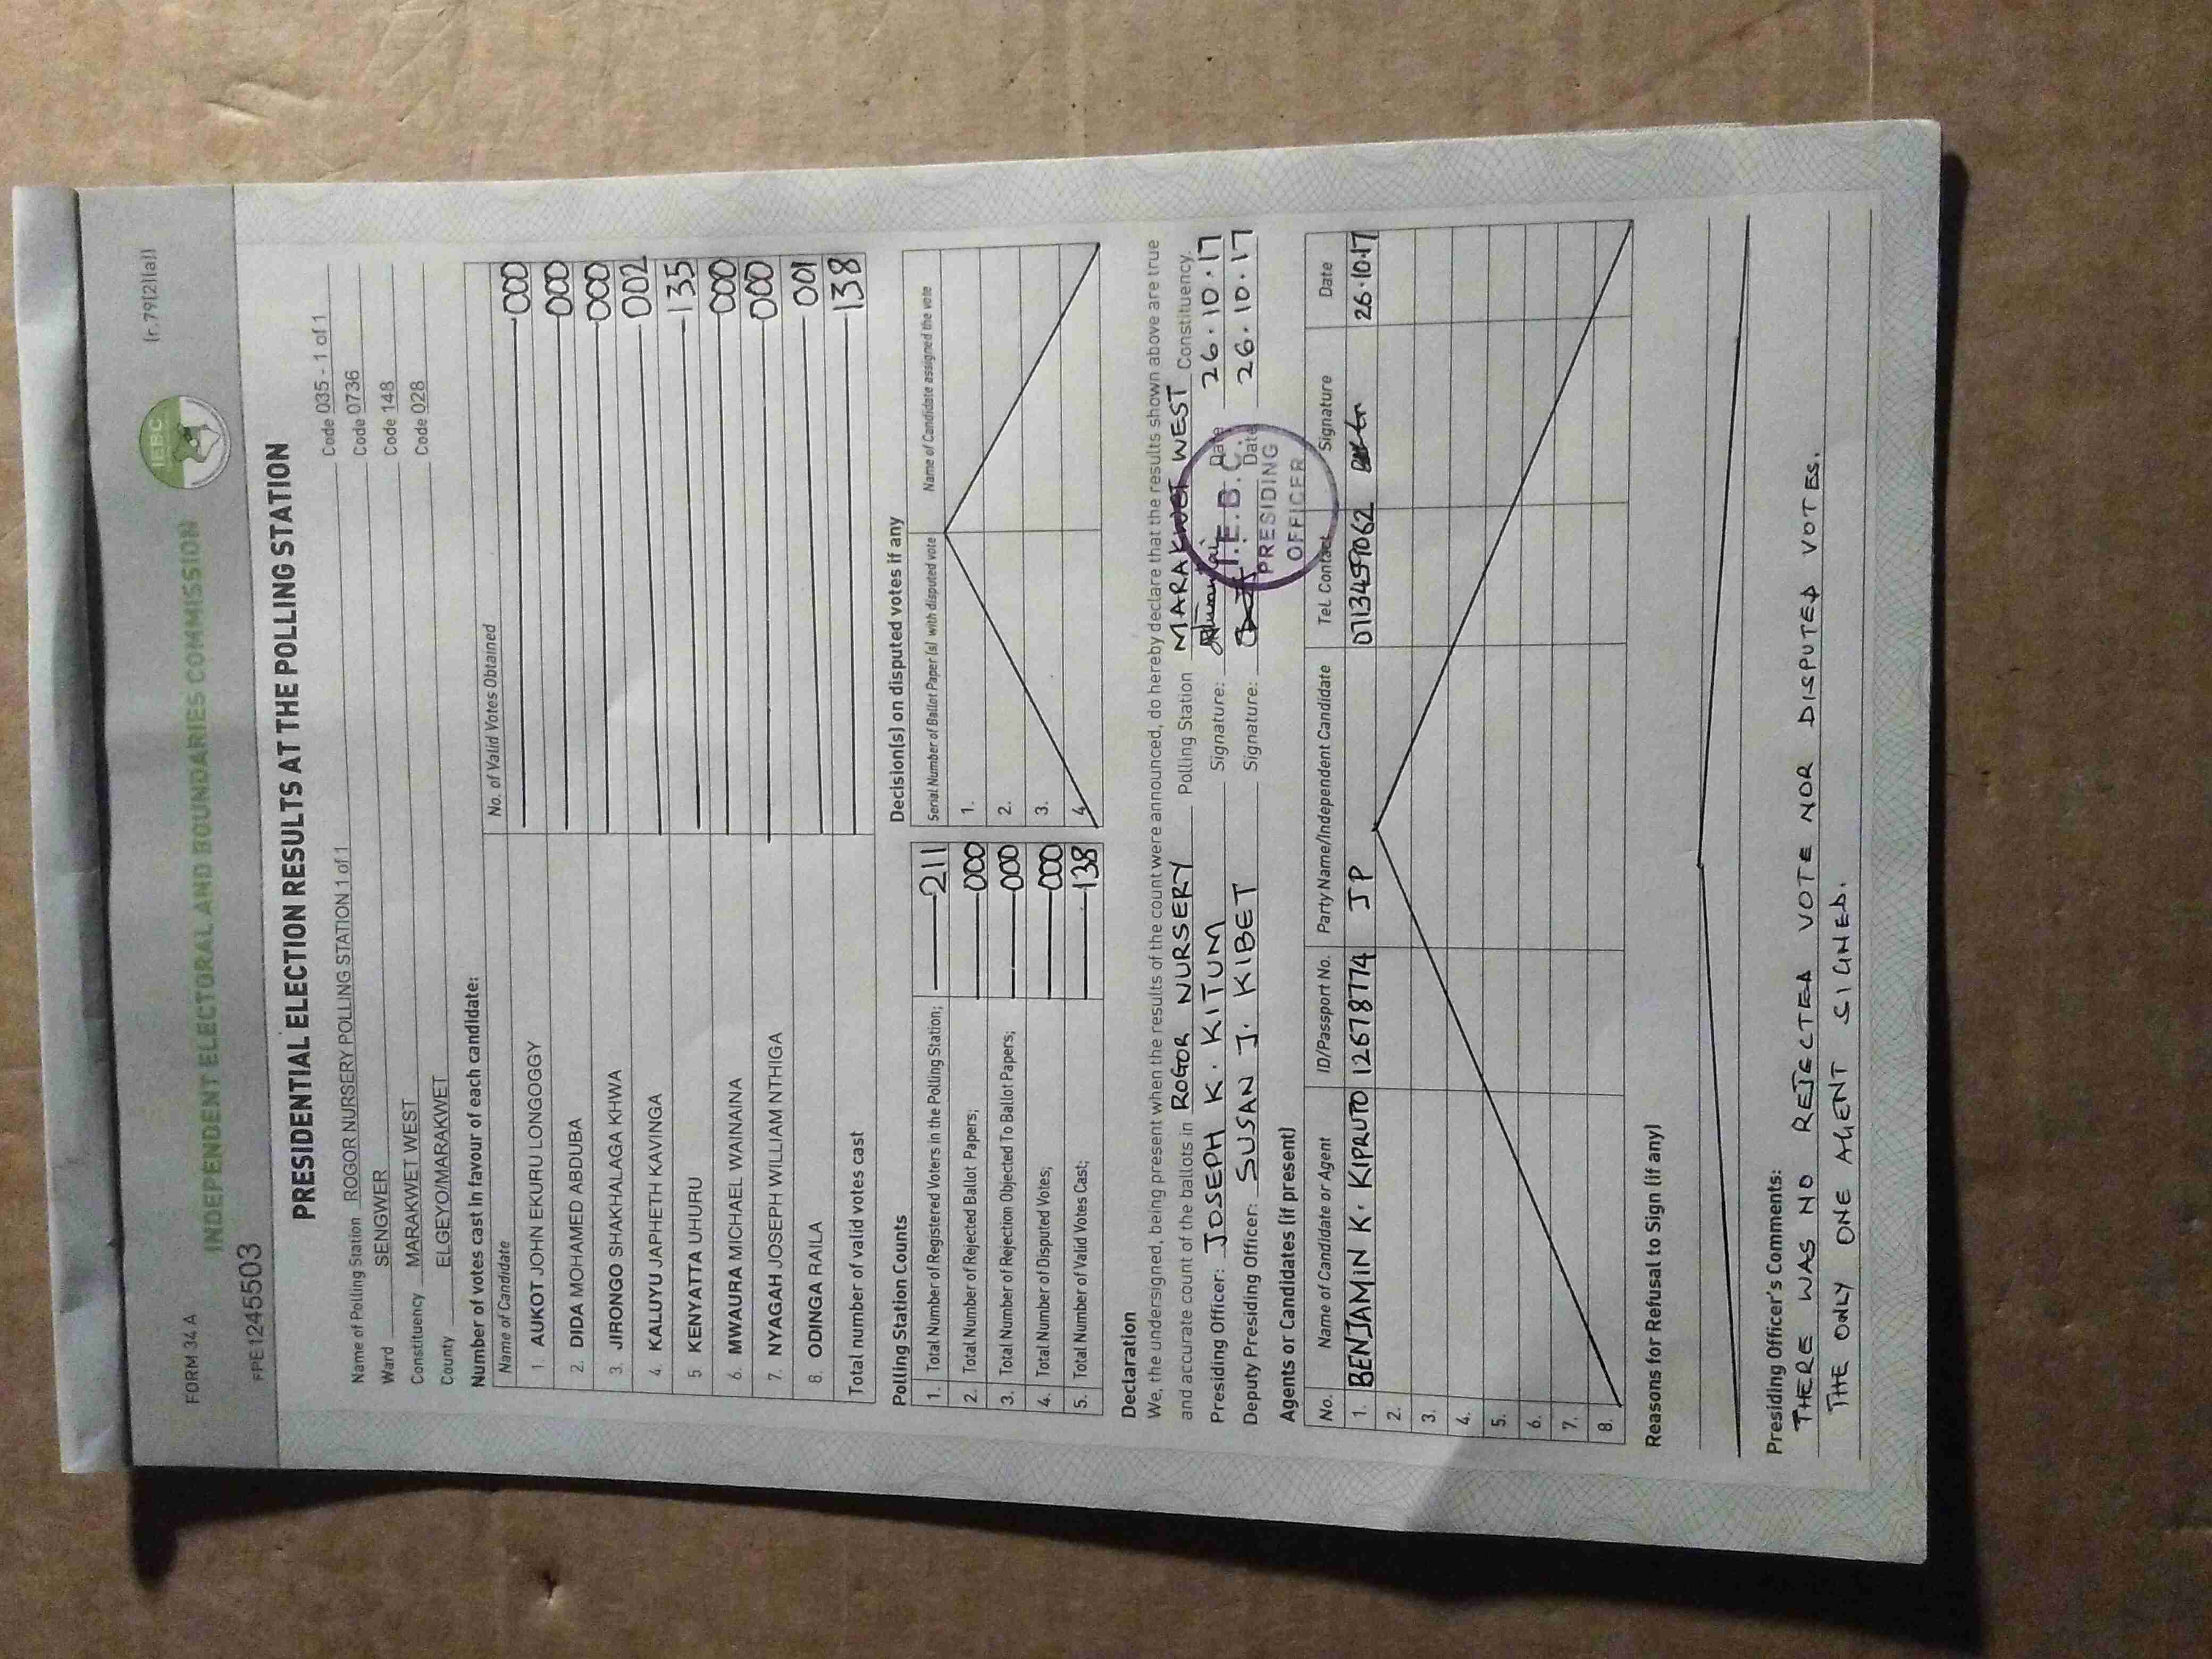 FORM 34 A
(r.79(2)(a))
IEBC
INDEPENDENT ELECTORAL AND BOUNDARIES COMMISSION
FPE1245503
PRESIDENTIAL ELECTION RESULTS AT THE POLLING STATION
Name of Polling Station ROGOR NURSERY POLLING STATION 1 of 1 Code 035 - 1 of 1
Ward SENGWER Code 0736
Constituency MARAKWET WEST Code 148
County ELGEYO/MARAKWET Code 028
Number of votes cast in favour of each candidate:
Name of Candidate No. of Valid Votes Obtained
1. AUKOT JOHN EKURU LONGOGGY 000
2. DIDA MOHAMED ABDUBA 000
3. JIRONGO SHAKHALAGA KHWA 000
4. KALUYU JAPHETH KAVINGA 002
5 KENYATTA UHURU 135
6. MWAURA MICHAEL WAINAINA 000
7. NYAGAH JOSEPH WILLIAM NTHIGA 000
8. ODINGA RAILA 001
Total number of valid votes cast 138
Polling Station Counts
1. Total Number of Registered Voters in the Polling Station; 211
2. Total Number of Rejected Ballot Papers; 000
3. Total Number of Rejection Objected To Ballot Papers; 000
4. Total Number of Disputed Votes; 000
5. Total Number of Valid Votes Cast; 138
Decision(s) on disputed votes if any
Serial Number of Ballot Paper (s) with disputed vote Name of Candidate assigned the vote
1.
2.
3.
4.
Declaration
We, the undersigned, being present when the results of the count were announced, do hereby declare that the results shown above are true
and accurate count of the ballots in ROGOR NURSERY Polling Station MARAKWET WEST Constituency.
Presiding Officer: JOSEPH K. KITUM Signature: Date 26.10.17
Deputy Presiding Officer: SUSAN J. KIBET Signature: Date 26.10.17
I.E.B.C.
PRESIDING
OFFICER
Agents or Candidates (if present)
No. Name of Candidate or Agent ID/Passport No. Party Name/Independent Candidate Tel. Contact Signature Date
1. BENJAMIN K. KIPRUTO 12678774 JP 0713459062 26.10.17
2.
3.
4.
5.
6.
7.
8.
Reasons for Refusal to Sign (if any)
Presiding Officer's Comments:
THERE WAS NO REJECTED VOTE NOR DISPUTED VOTES.
THE ONLY ONE AGENT SIGNED.